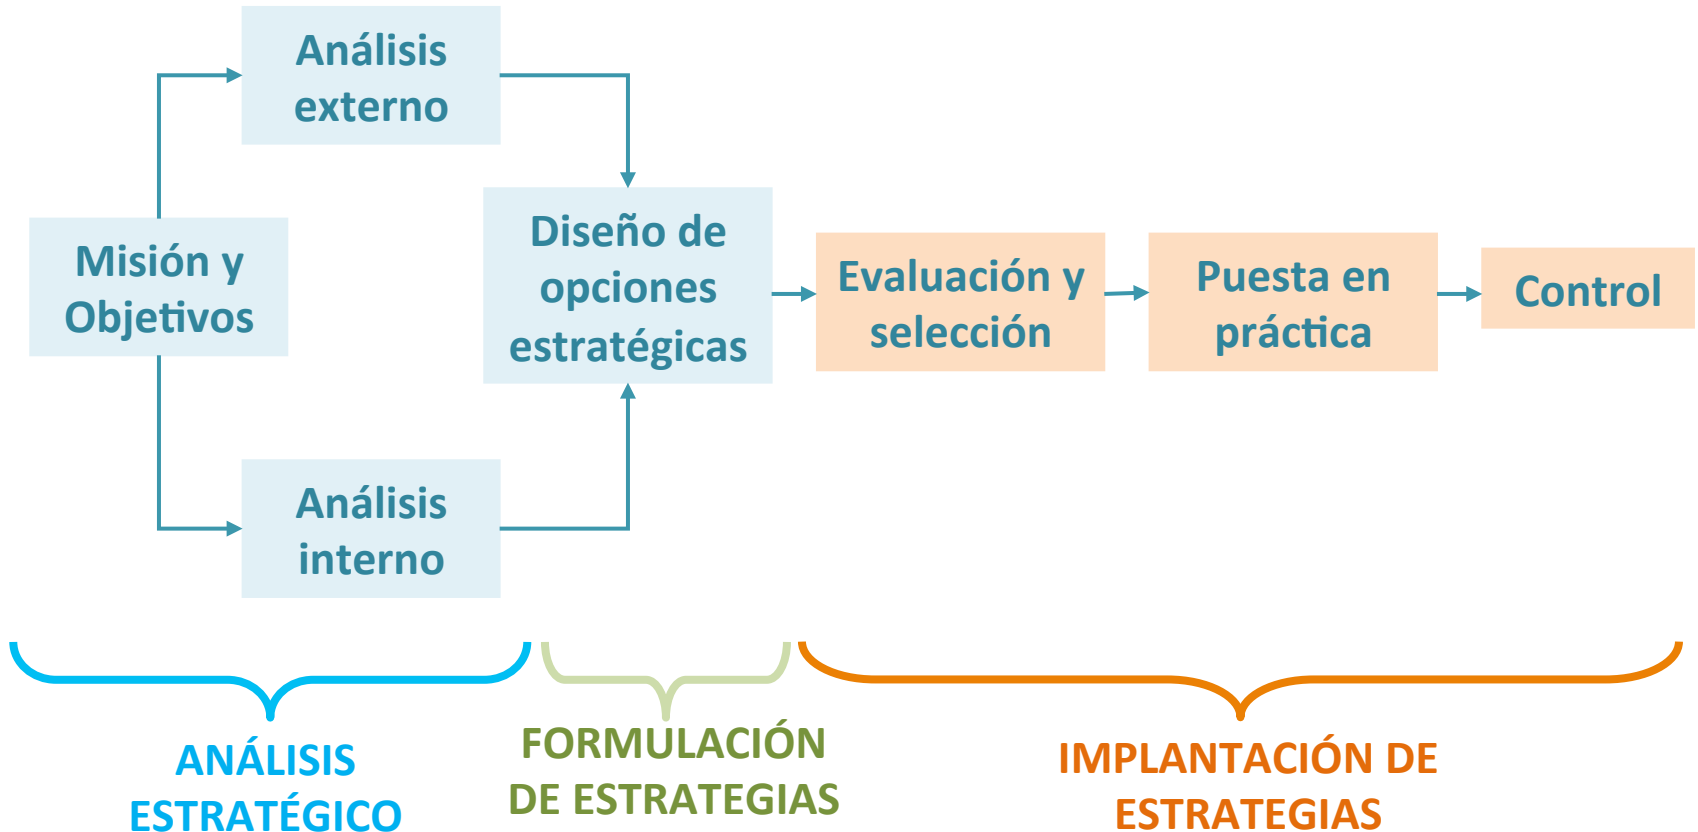 Análisis
externo
Misión y
Objetivos
Análisis
interno
Diseño de
opciones
estratégicas
Evaluación y
selección
Puesta en
práctica
Control
ANÁLISIS
ESTRATÉGICO
FORMULACIÓN
DE ESTRATEGIAS
IMPLANTACIÓN DE
ESTRATEGIAS